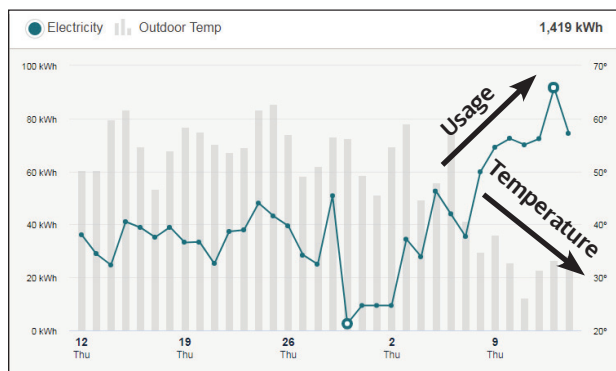 Electricity Outdoor Temp 1,419 kWh
100 kWh 70°
80 kWh 60°
60 kWh 50°
40 kWh 40°
20 kWh 30°
0 kWh 20°
Usage
Temperature
12 19 26 2 9
Thu Thu Thu Thu Thu